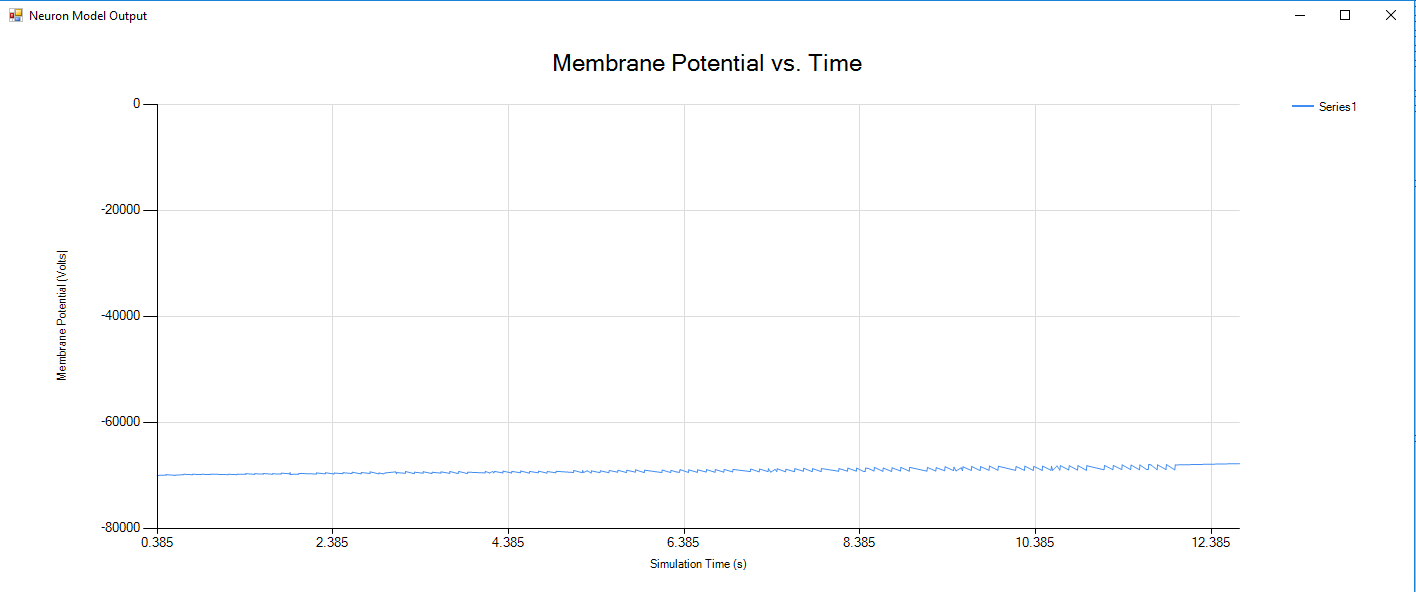 Neuron Model Output
Membrane Potential vs. Time
Series1
0
-20000
-40000
-60000
-80000
Membrane Potential (Volts)
0.385
2.385
4.385
6.385
8.385
10.385
12.385
Simulation Time (s)